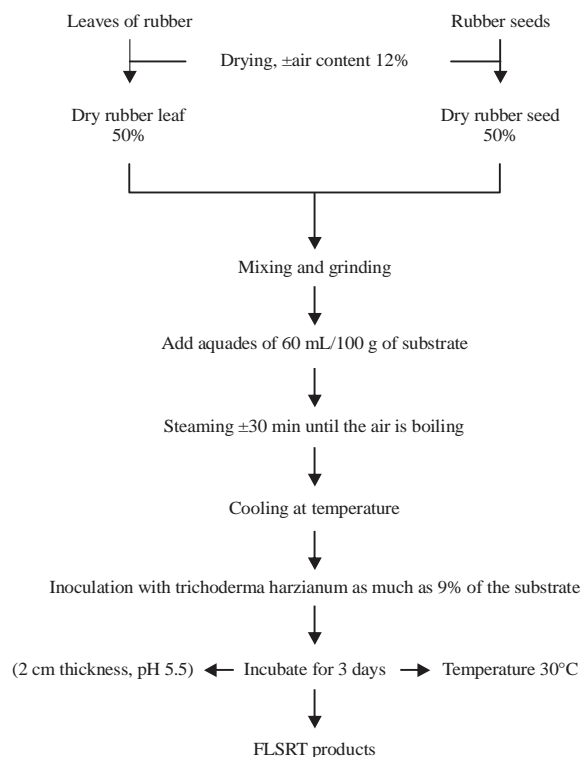 Leaves of rubber
Rubber seeds
Drying, ±air content 12%
Dry rubber leaf
50%
Dry rubber seed
50%
Mixing and grinding
Add aquades of 60 mL/100 g of substrate
Steaming ±30 min until the air is boiling
Cooling at temperature
Inoculation with trichoderma harzianum as much as 9% of the substrate
(2 cm thickness, pH 5.5)
Incubate for 3 days
Temperature 30°C
FLSRT products